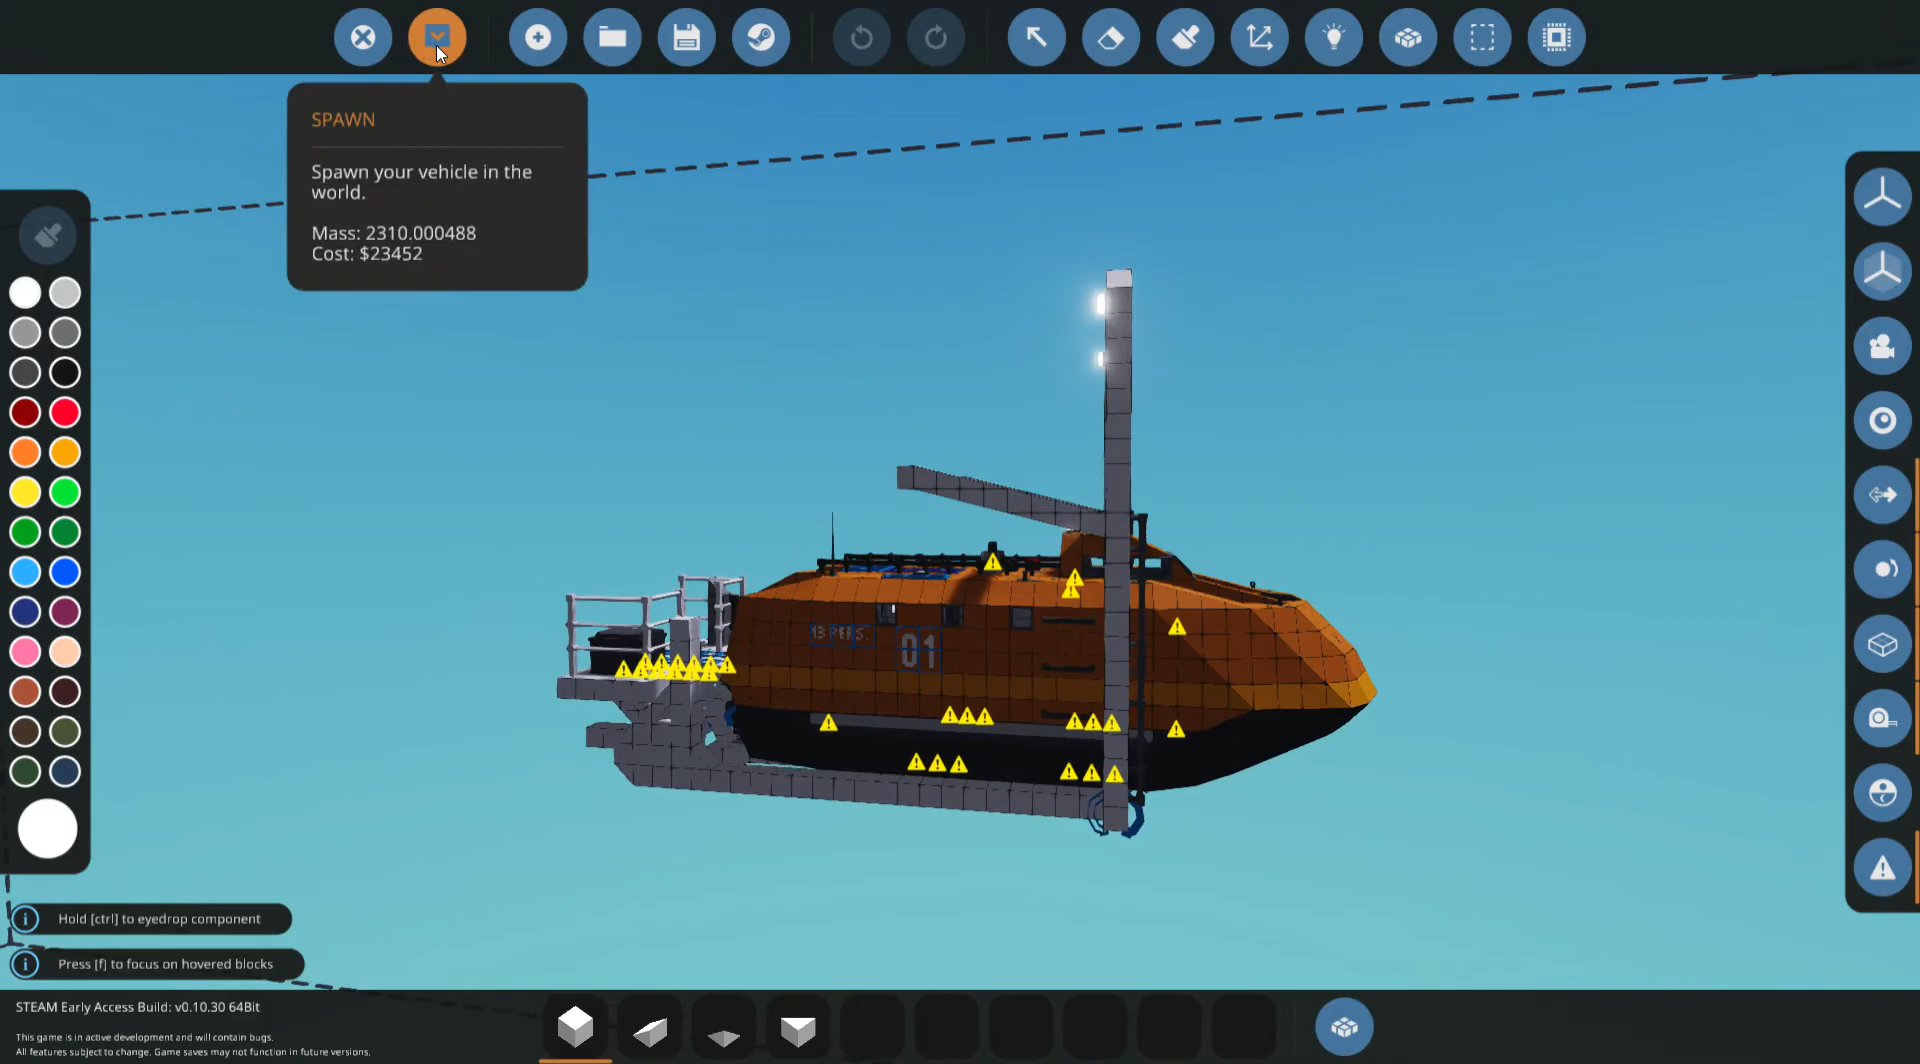 SPAWN
Spawn your vehicle in the
world.
Mass: 2310.000488
Cost: $23452
13 PERS.
01
Hold [ctrl] to eyedrop component
Press [f] to focus on hovered blocks
STEAM Early Access Build: v0.10.30 64Bit
This game is in active development and will contain bugs.
All features subject to change. Game saves may not function in future versions.